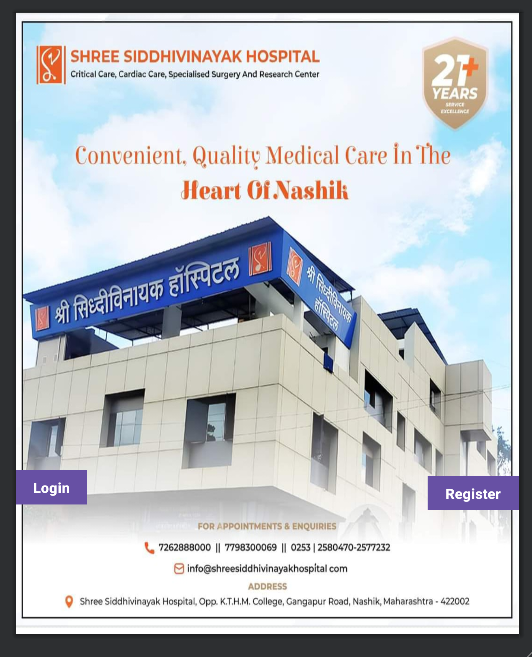 SHREE SIDDHIVINAYAK HOSPITAL
Critical Care, Cardiac Care, Specialised Surgery And Research Center
21+
YEARS
SERVICE
EXCELLENCE
Convenient, Quality Medical Care In The
Heart Of Nashik
श्री सिध्दीविनायक हॉस्पिटल
श्री सिध्दीविनायक
हॉस्पिटल
Login
Register
FOR APPOINTMENTS & ENQUIRIES
7262888000 || 7798300069 || 0253 | 2580470-2577232
info@shreesiddhivinayakhospital.com
ADDRESS
Shree Siddhivinayak Hospital, Opp. K.T.H.M. College, Gangapur Road, Nashik, Maharashtra - 422002